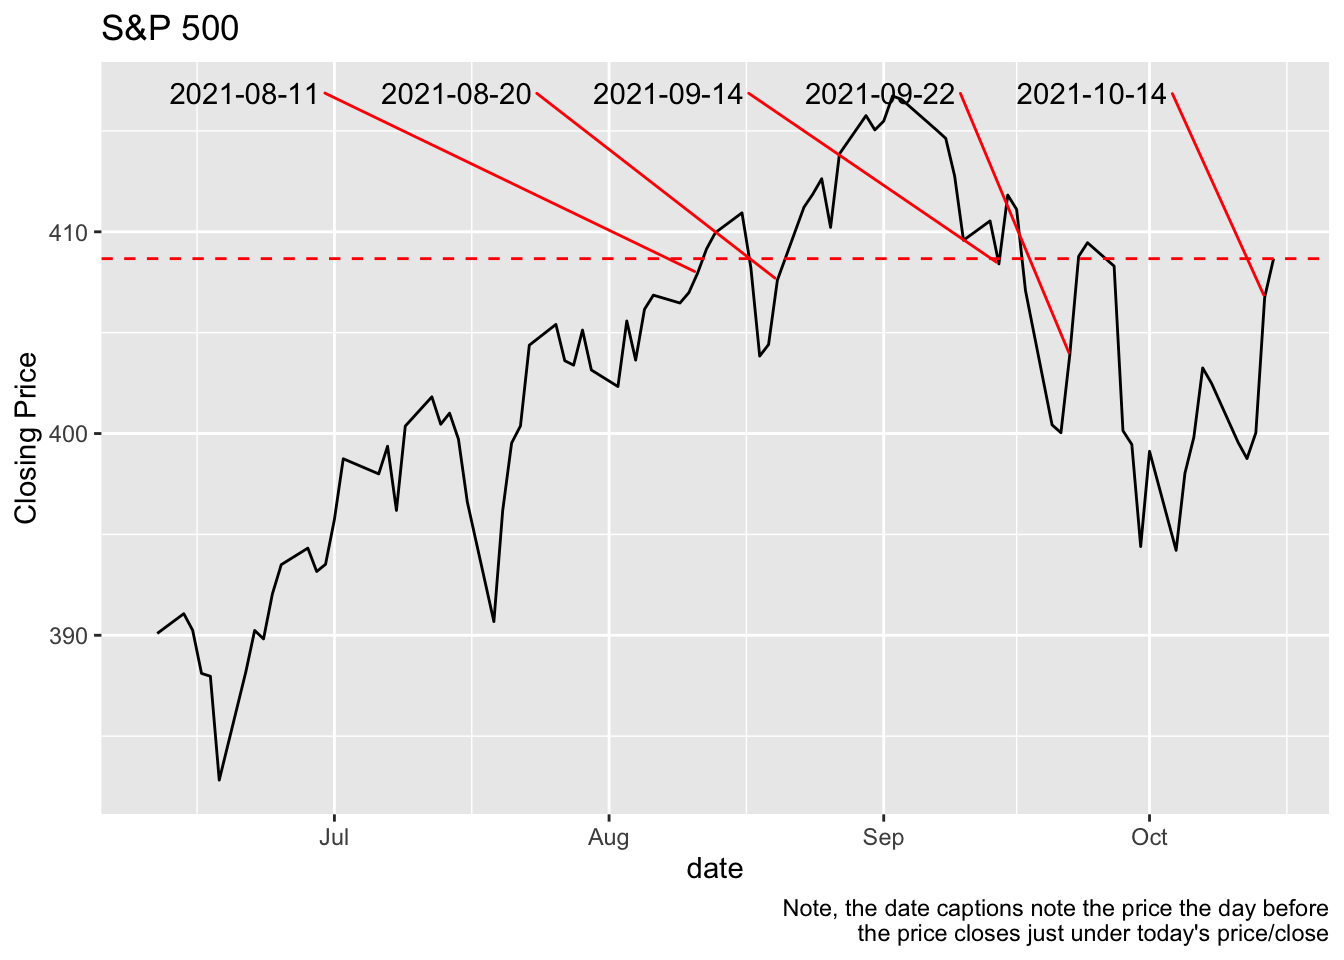 S&P 500
2021-08-11 2021-08-20 2021-09-14 2021-09-22 2021-10-14
410
400
390
Closing Price
Jul Aug Sep Oct
date
Note, the date captions note the price the day before
the price closes just under today's price/close